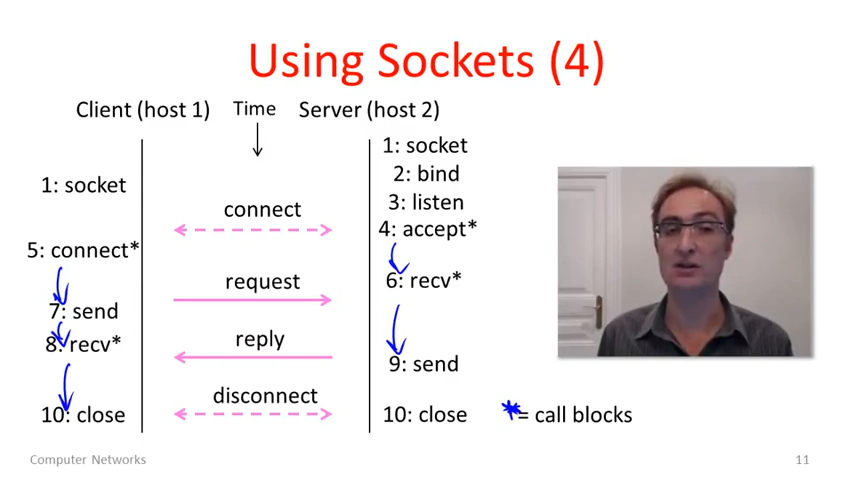 Using Sockets (4)
Client (host 1) Time Server (host 2)
1: socket
2: bind
1: socket
3: listen
connect
4: accept*
5: connect*
request
6: recv*
7: send
reply
8: recv*
9: send
disconnect
10: close
10: close
*= call blocks
Computer Networks
11